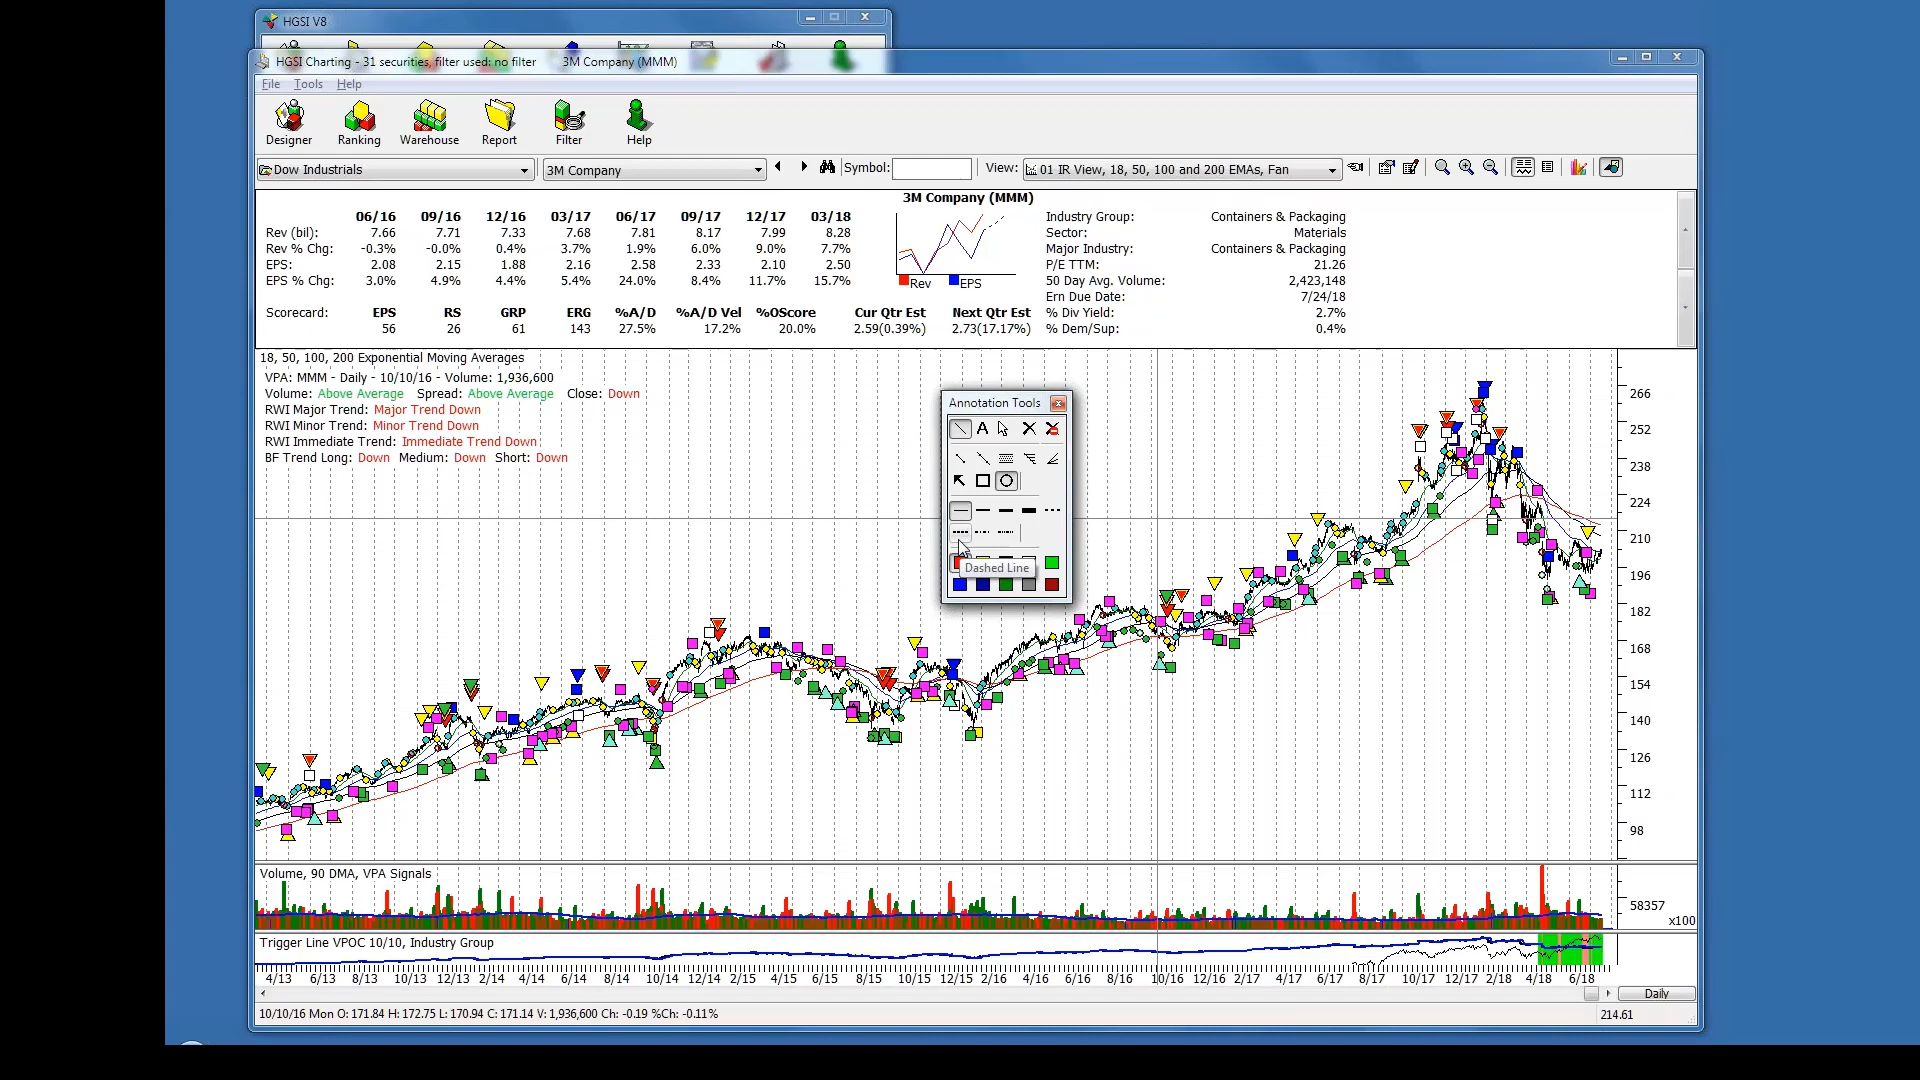 HGSI V8
HGSI Charting - 31 securities, filter used: no filter 3M Company (MMM)
File Tools Help
Designer Ranking Warehouse Report Filter Help
Dow Industrials 3M Company Symbol: View: 01 IR View, 18, 50, 100 and 200 EMAs, Fan
3M Company (MMM)
06/16 09/16 12/16 03/17 06/17 09/17 12/17 03/18
Rev (bil): 7.66 7.71 7.33 7.68 7.81 8.17 7.99 8.28
Rev % Chg: -0.3% -0.0% 0.4% 3.7% 1.9% 6.0% 9.0% 7.7%
EPS: 2.08 2.15 1.88 2.16 2.58 2.33 2.10 2.50
EPS % Chg: 3.0% 4.9% 4.4% 5.4% 24.0% 8.4% 11.7% 15.7%
Rev EPS
Scorecard: EPS RS GRP ERG %A/D %A/D Vel %OScore Cur Qtr Est Next Qtr Est
56 26 61 143 27.5% 17.2% 20.0% 2.59(0.39%) 2.73(17.17%)
Industry Group: Containers & Packaging
Sector: Materials
Major Industry: Containers & Packaging
P/E TTM: 21.26
50 Day Avg. Volume: 2,423,148
Ern Due Date: 7/24/18
% Div Yield: 2.7%
% Dem/Sup: 0.4%
18, 50, 100, 200 Exponential Moving Averages
VPA: MMM - Daily - 10/10/16 - Volume: 1,936,600
Volume: Above Average Spread: Above Average Close: Down
RWI Major Trend: Major Trend Down
RWI Minor Trend: Minor Trend Down
RWI Immediate Trend: Immediate Trend Down
BF Trend Long: Down Medium: Down Short: Down
Annotation Tools
A
Dashed Line
266
252
238
224
210
196
182
168
154
140
126
112
98
Volume, 90 DMA, VPA Signals
58357
x100
Trigger Line VPOC 10/10, Industry Group
4/13 6/13 8/13 10/13 12/13 2/14 4/14 6/14 8/14 10/14 12/14 2/15 4/15 6/15 8/15 10/15 12/15 2/16 4/16 6/16 8/16 10/16 12/16 2/17 4/17 6/17 8/17 10/17 12/17 2/18 4/18 6/18
Daily
10/10/16 Mon O: 171.84 H: 172.75 L: 170.94 C: 171.14 V: 1,936,600 Ch: -0.19 %Ch: -0.11% 214.61